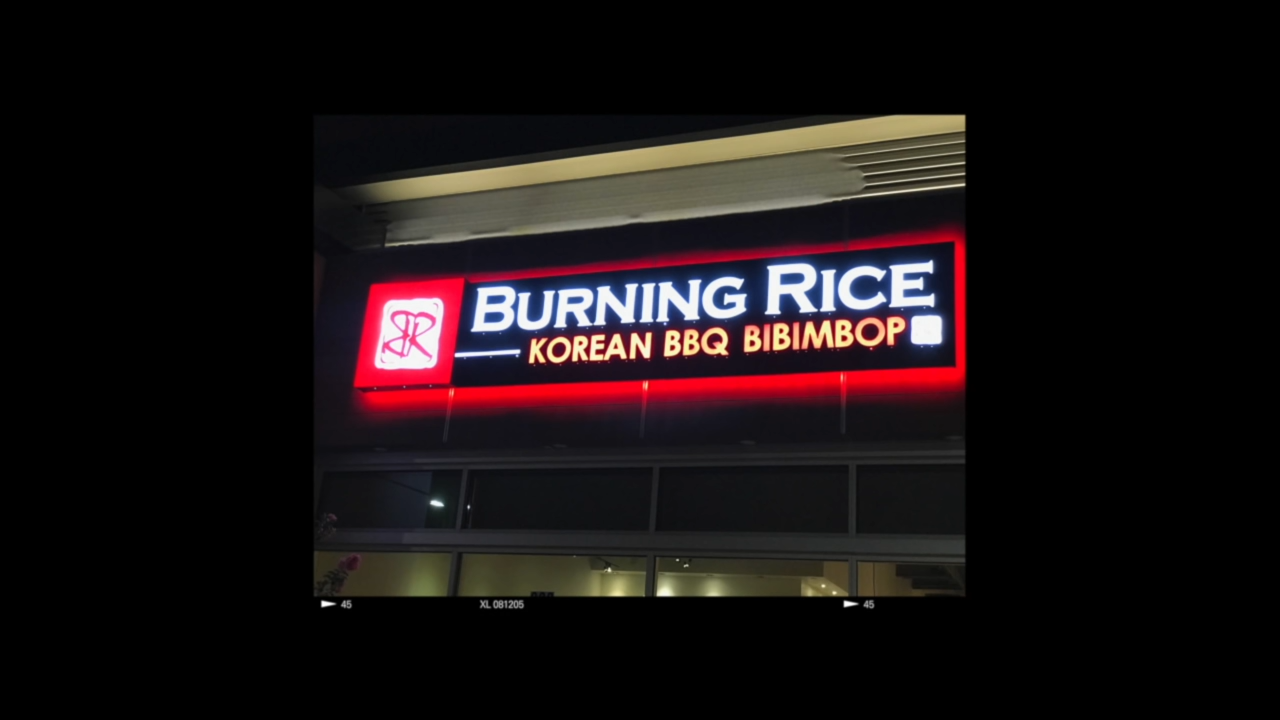 BR
BURNING RICE
KOREAN BBQ BIBIMBOP
45
XL 081205
45